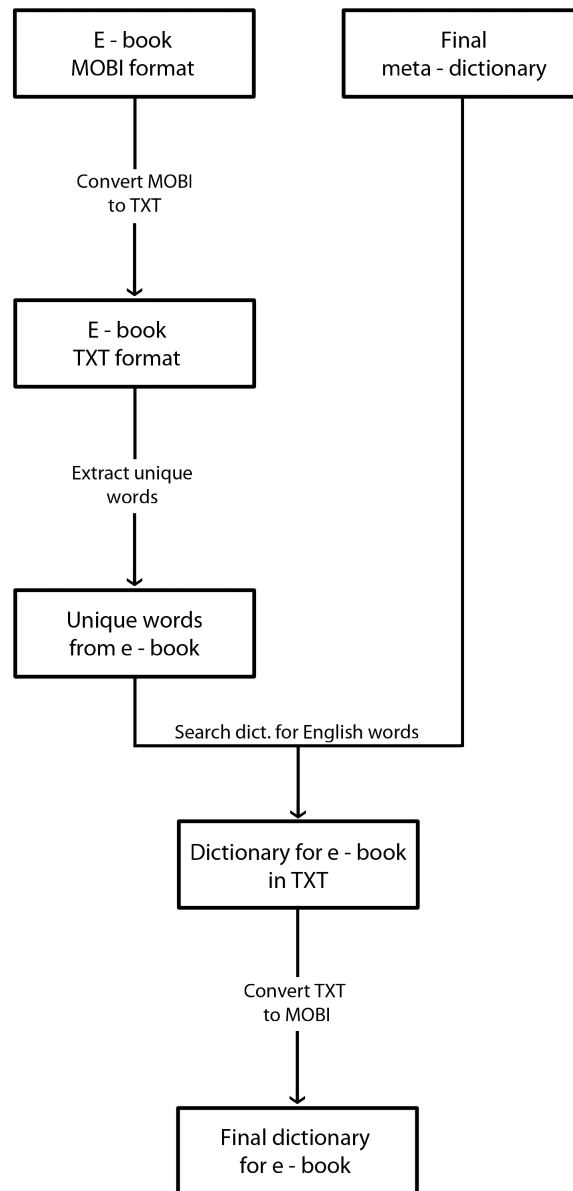 E - book
MOBI format
Final
meta - dictionary
Convert MOBI
to TXT
E - book
TXT format
Extract unique
words
Unique words
from e - book
Search dict. for English words
Dictionary for e - book
in TXT
Convert TXT
to MOBI
Final dictionary
for e - book